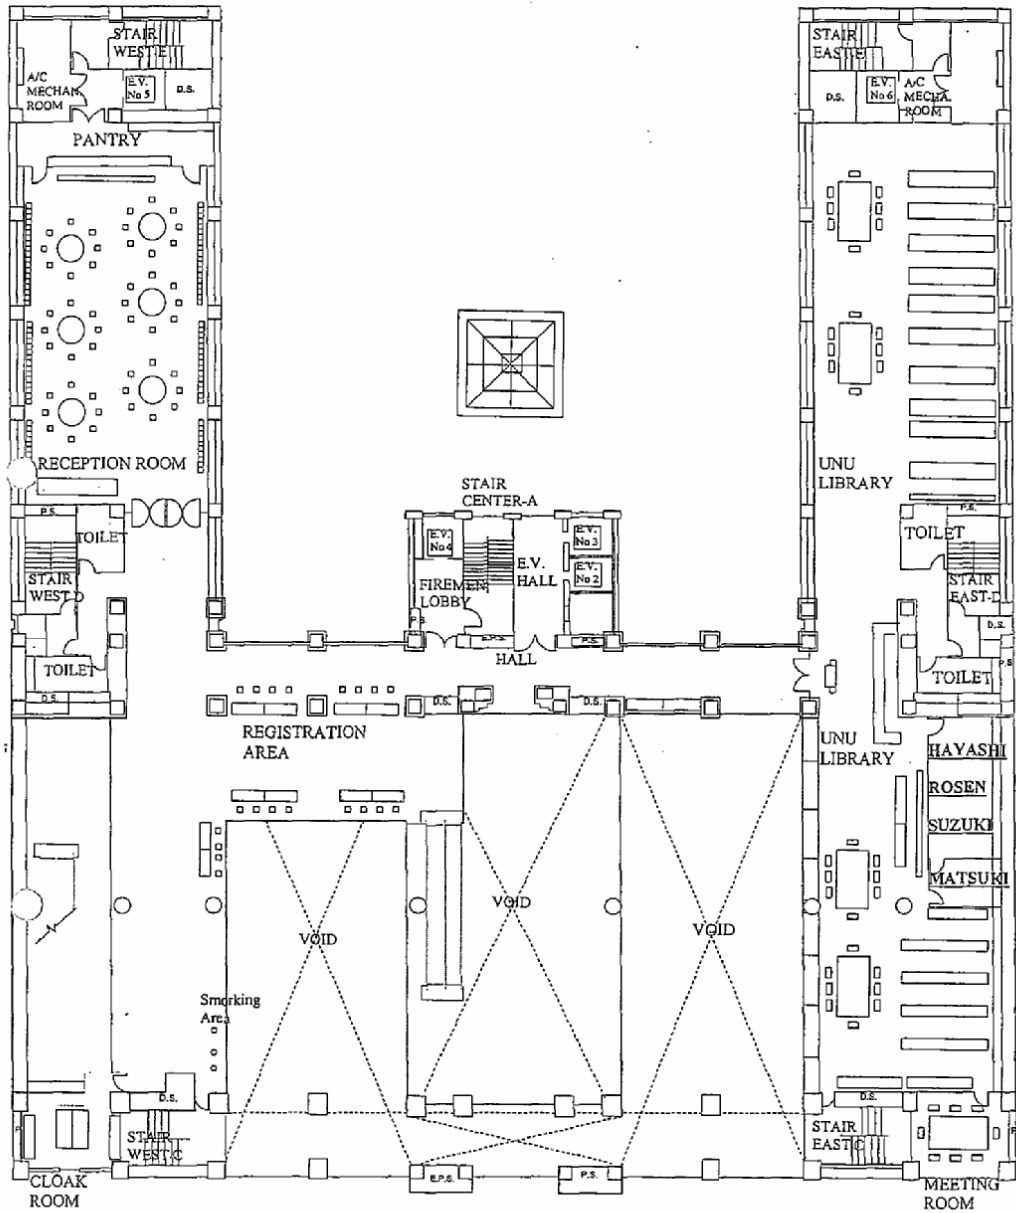 STAIR
WEST-E
STAIR
EAST-E
A/C
MECHAN.
ROOM
E.V.
No 5
D.S.
D.S.
E.V.
No 6
A/C
MECHA.
ROOM
PANTRY
RECEPTION ROOM
UNU
LIBRARY
STAIR
CENTER-A
P.S.
TOILET
E.V.
No 4
E.V.
No 3
E.V.
No 2
E.V.
HALL
P.S.
TOILET
STAIR
WEST-D
FIREMEN
LOBBY
STAIR
EAST-D
P.S.
E.P.S.
P.S.
D.S.
HALL
TOILET
TOILET
P.S
D.S.
D.S.
D.S.
REGISTRATION
AREA
UNU
LIBRARY
HAYASHI
ROSEN
SUZUKI
MATSUKI
VOID
VOID
VOID
Smorking
Area
D.S.
D.S.
STAIR
WEST-C
STAIR
EAST-C
E.P.S.
P.S.
CLOAK
ROOM
MEETING
ROOM